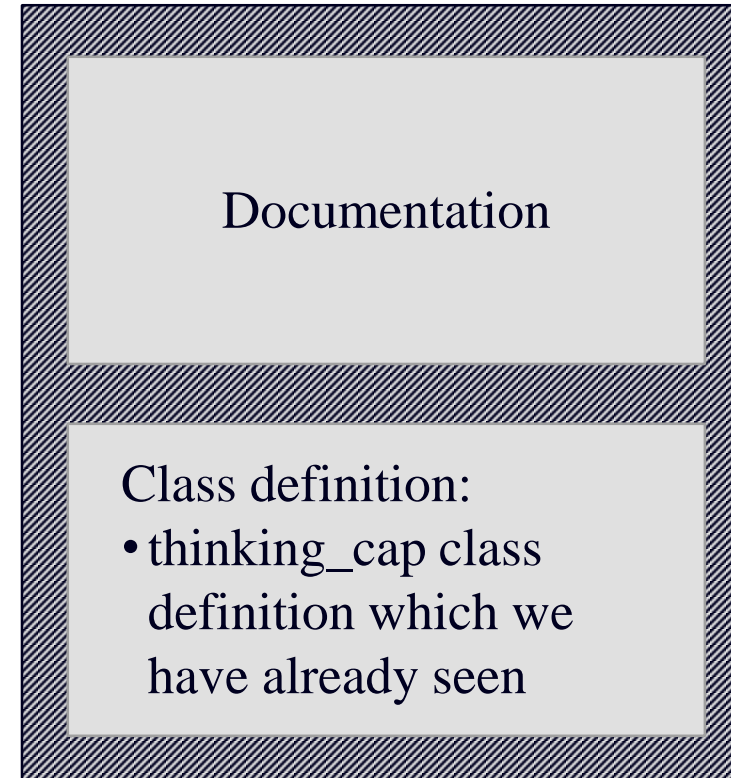 Documentation
Class definition:
• thinking_cap class
definition which we
have already seen